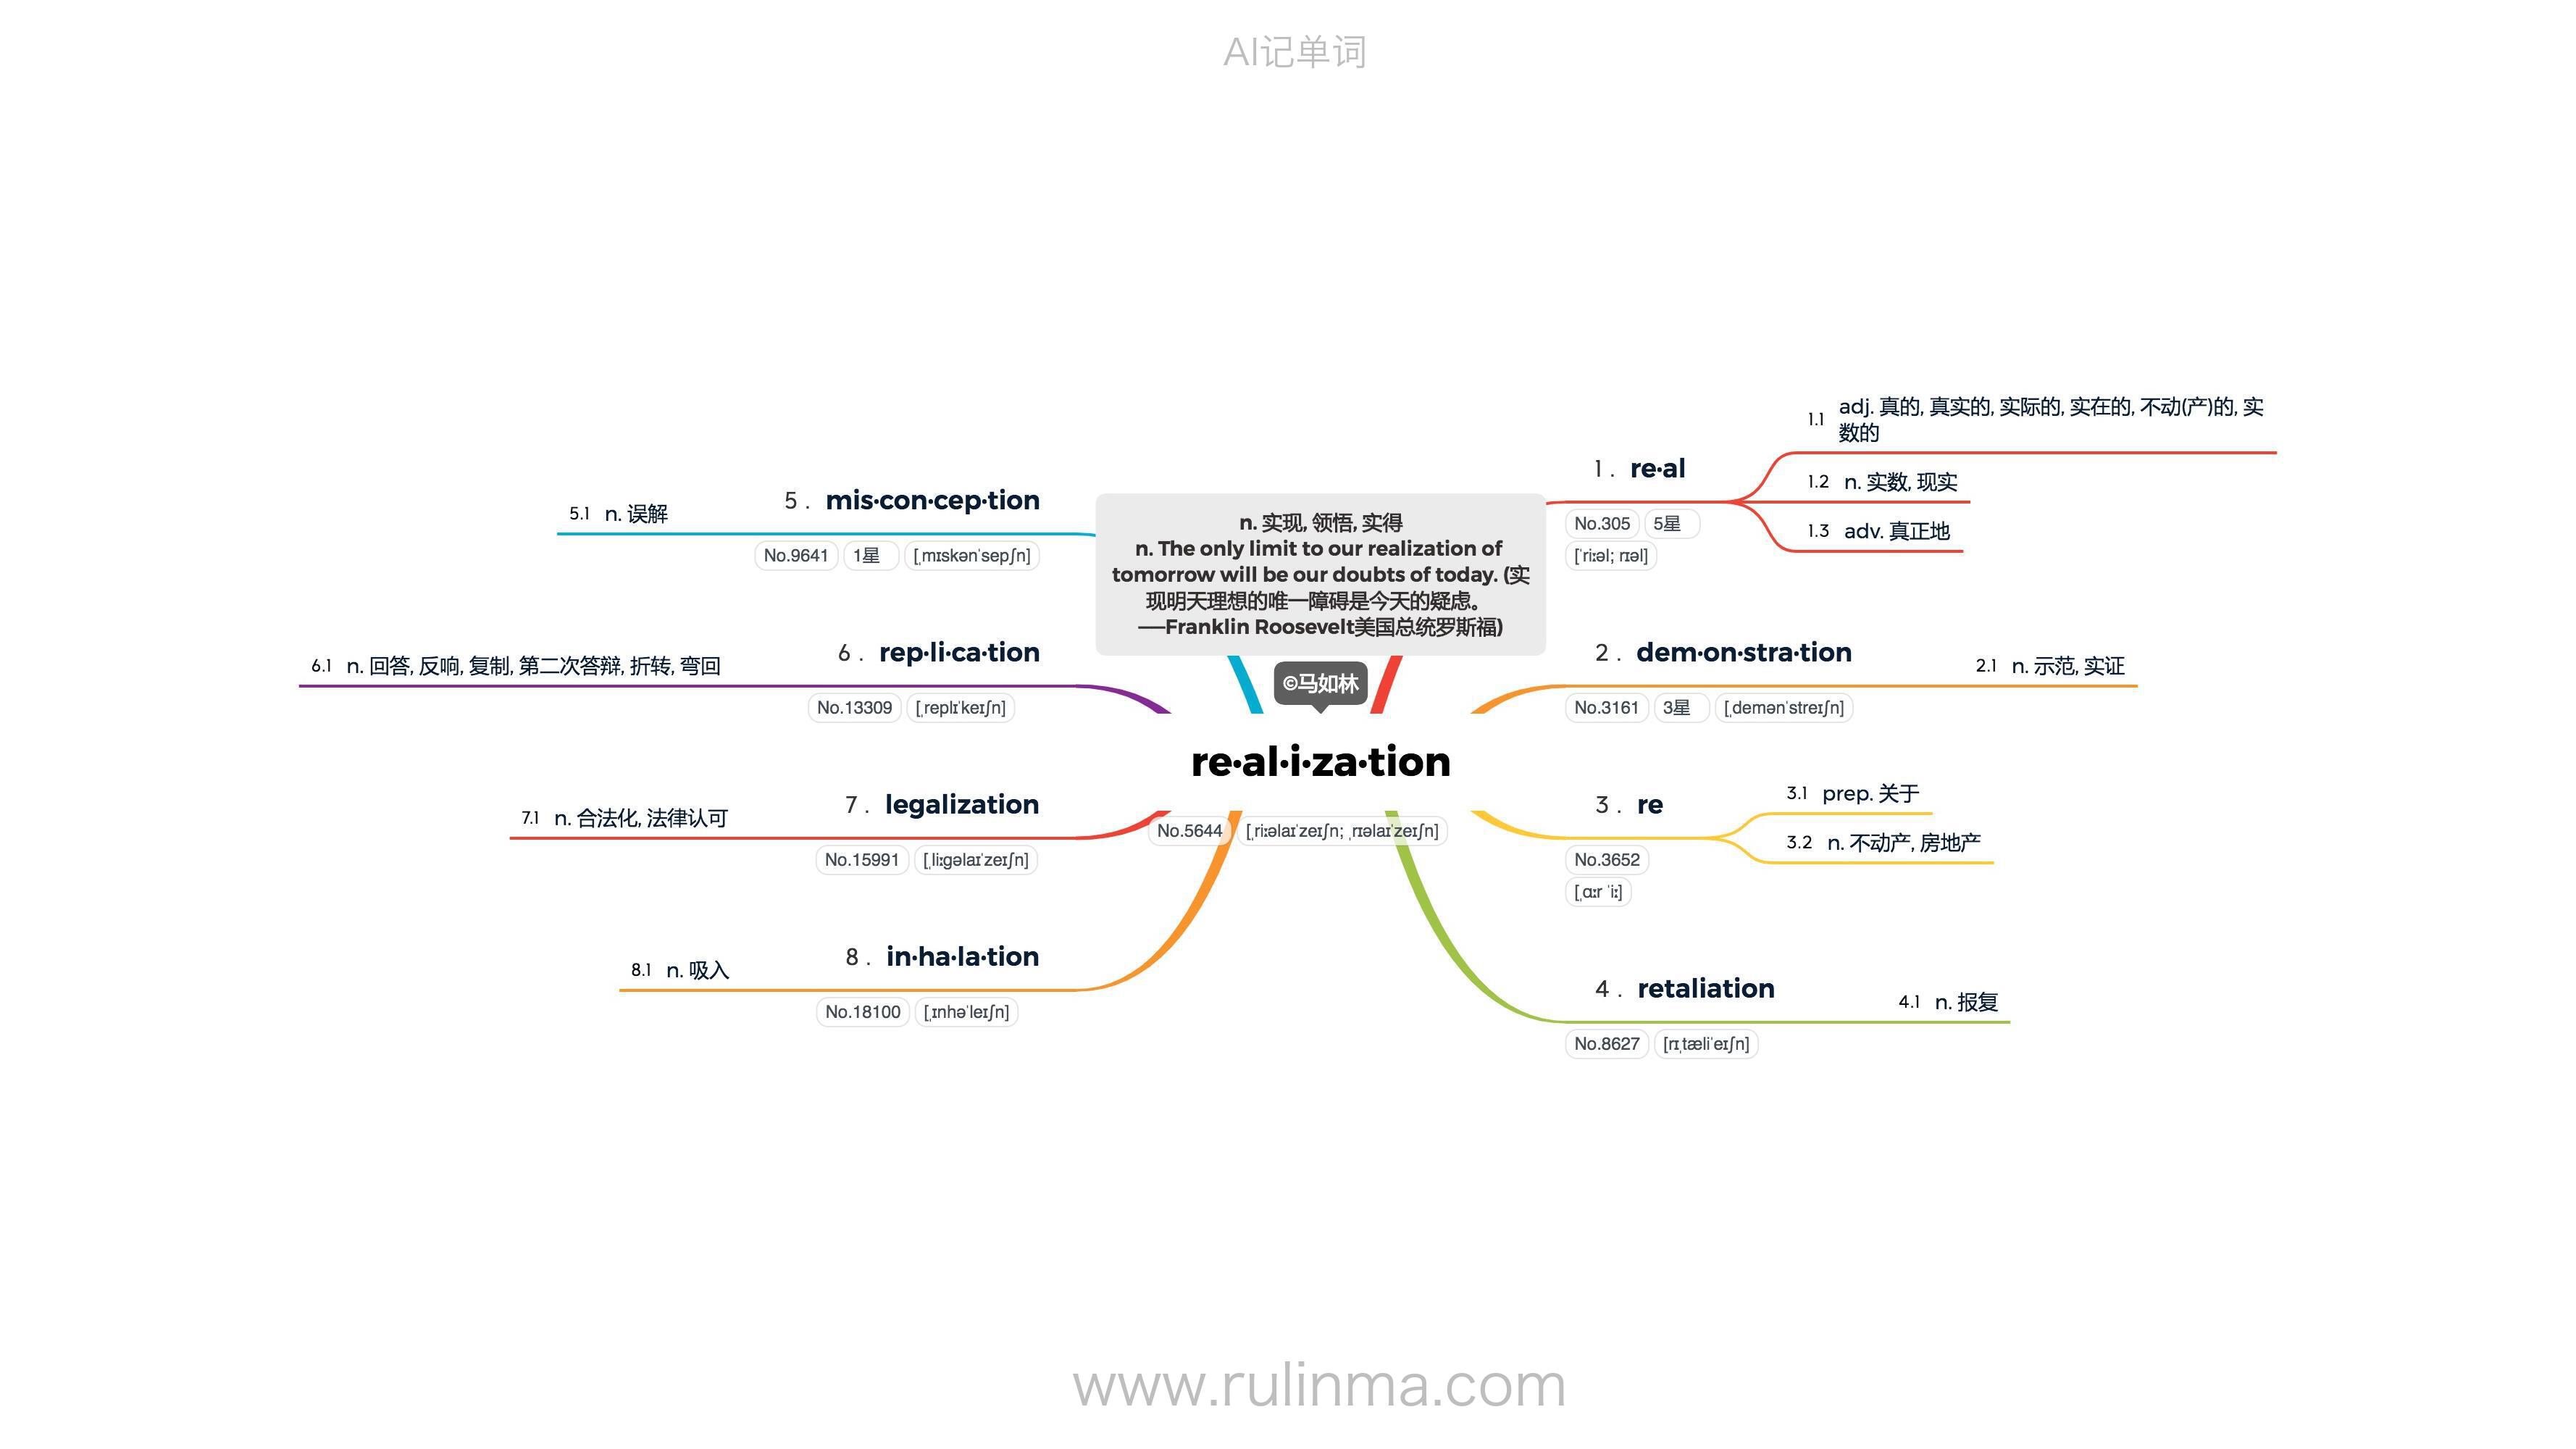 AI记单词
n. 实现, 领悟, 实得
n. The only limit to our realization of
tomorrow will be our doubts of today. (实
现明天理想的唯一障碍是今天的疑虑。
——Franklin Roosevelt美国总统罗斯福)
©马如林
re·al·i·za·tion
No.5644 [ˌriːəlaɪˈzeɪʃn; ˌrɪəlaɪˈzeɪʃn]
1 . re·al
No.305 5星
[ˈriːəl; rɪəl]
1.1 adj. 真的, 真实的, 实际的, 实在的, 不动(产)的, 实
数的
1.2 n. 实数, 现实
1.3 adv. 真正地
2 . dem·on·stra·tion
No.3161 3星 [ˌdemənˈstreɪʃn]
2.1 n. 示范, 实证
3 . re
No.3652
[ˌɑːr ˈiː]
3.1 prep. 关于
3.2 n. 不动产, 房地产
4 . retaliation
No.8627 [rɪˌtæliˈeɪʃn]
4.1 n. 报复
5 . mis·con·cep·tion
No.9641 1星 [ˌmɪskənˈsepʃn]
5.1 n. 误解
6 . rep·li·ca·tion
No.13309 [ˌreplɪˈkeɪʃn]
6.1 n. 回答, 反响, 复制, 第二次答辩, 折转, 弯回
7 . legalization
No.15991 [ˌliːɡəlaɪˈzeɪʃn]
7.1 n. 合法化, 法律认可
8 . in·ha·la·tion
No.18100 [ˌɪnhəˈleɪʃn]
8.1 n. 吸入
www.rulinma.com